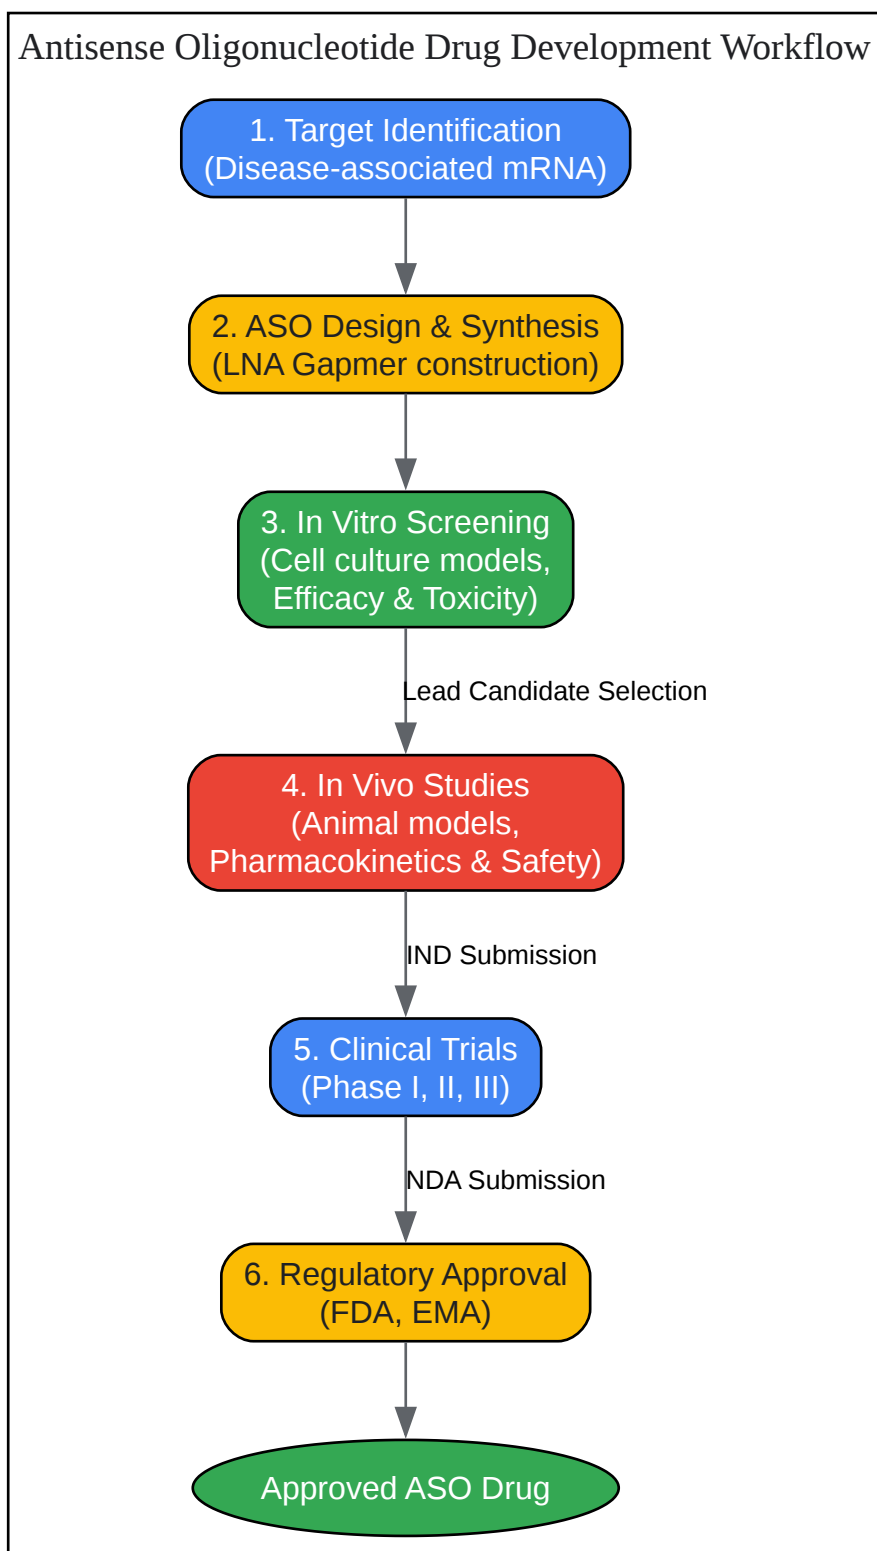 Antisense Oligonucleotide Drug Development Workflow
1. Target Identification
(Disease-associated mRNA)
2. ASO Design & Synthesis
(LNA Gapmer construction)
3. In Vitro Screening
(Cell culture models,
Efficacy & Toxicity)
Lead Candidate Selection
4. In Vivo Studies
(Animal models,
Pharmacokinetics & Safety)
IND Submission
5. Clinical Trials
(Phase I, II, III)
NDA Submission
6. Regulatory Approval
(FDA, EMA)
Approved ASO Drug